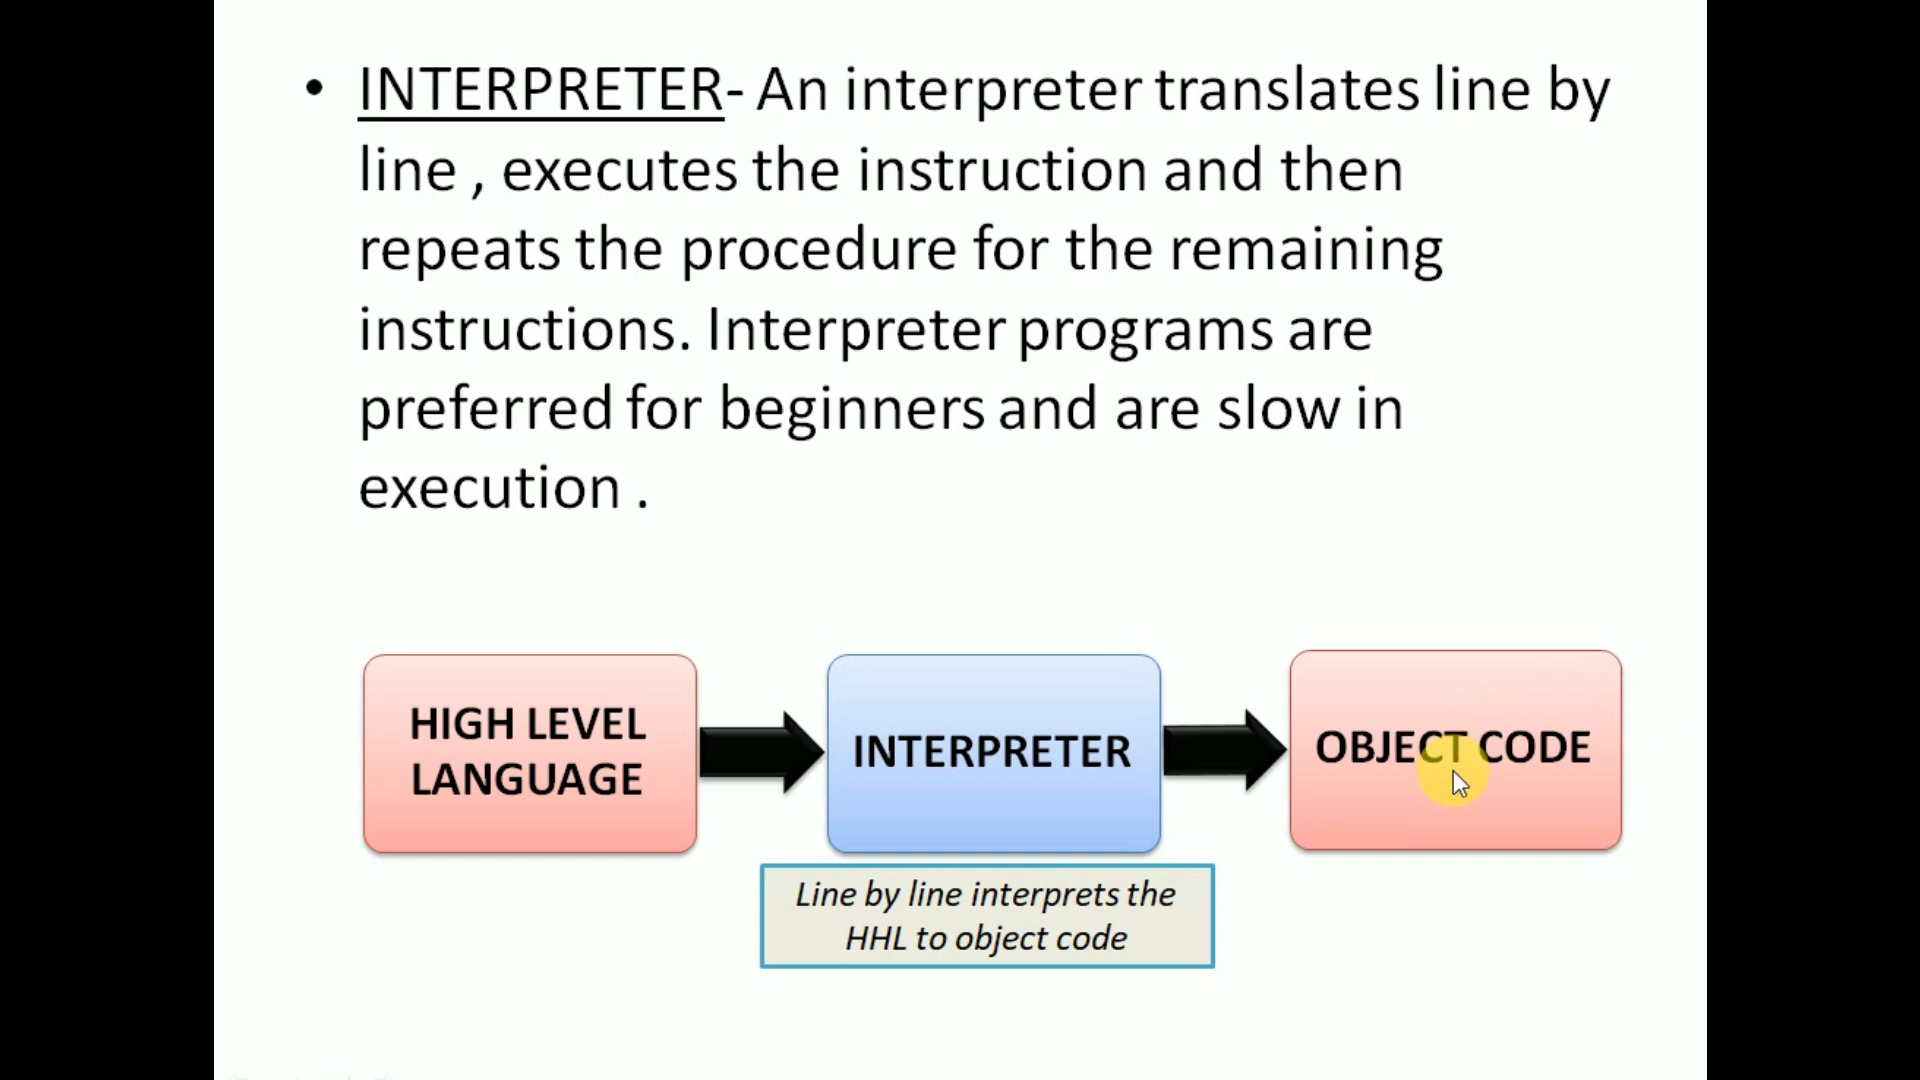 • INTERPRETER- An interpreter translates line by
line , executes the instruction and then
repeats the procedure for the remaining
instructions. Interpreter programs are
preferred for beginners and are slow in
execution .
HIGH LEVEL
LANGUAGE
INTERPRETER
OBJECT CODE
Line by line interprets the
HHL to object code